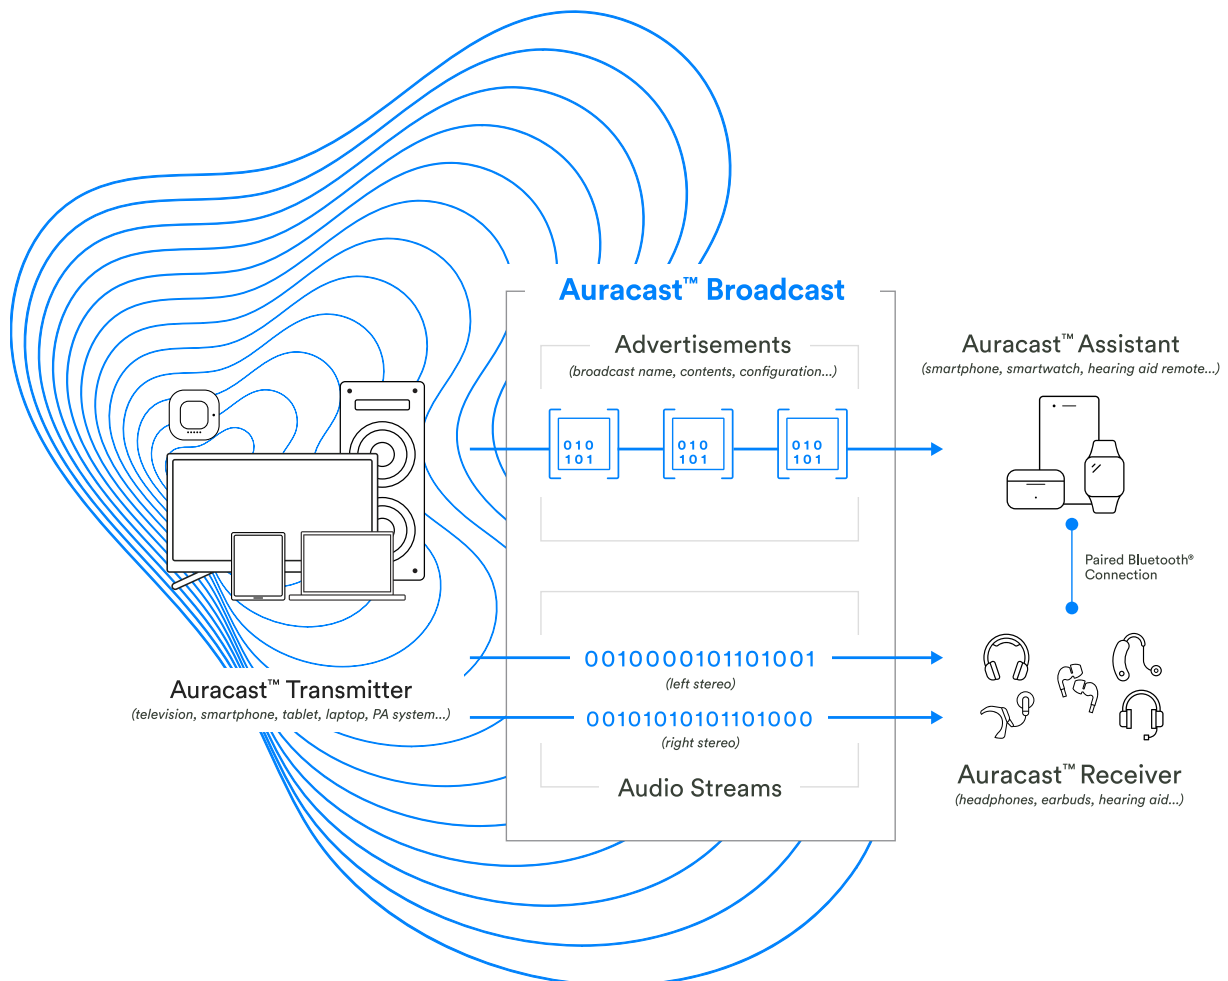 Auracast™ Broadcast
Advertisements
(broadcast name, contents, configuration...)
010
101
010
101
010
101
Auracast™ Assistant
(smartphone, smartwatch, hearing aid remote...)
Paired Bluetooth®
Connection
Auracast™ Transmitter
(television, smartphone, tablet, laptop, PA system...)
0010000101101001
(left stereo)
00101010101101000
(right stereo)
Audio Streams
Auracast™ Receiver
(headphones, earbuds, hearing aid...)